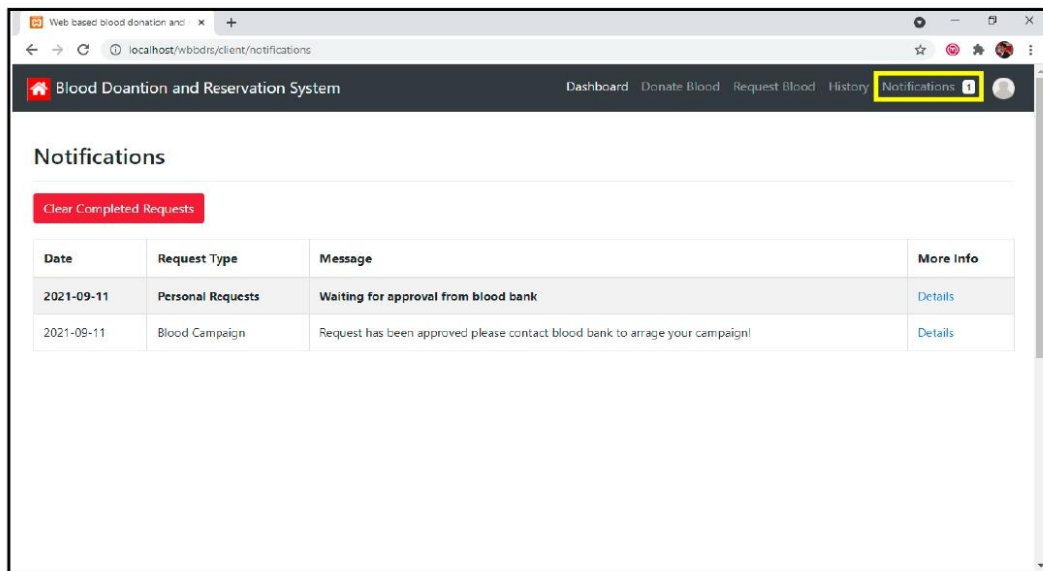 Web based blood donation and
localhost/wbbdrs/client/notifications
Blood Doantion and Reservation System
Dashboard Donate Blood Request Blood History Notifications 1
Notifications
Clear Completed Requests
Date Request Type Message More Info
2021-09-11 Personal Requests Waiting for approval from blood bank Details
2021-09-11 Blood Campaign Request has been approved please contact blood bank to arrage your campaign! Details